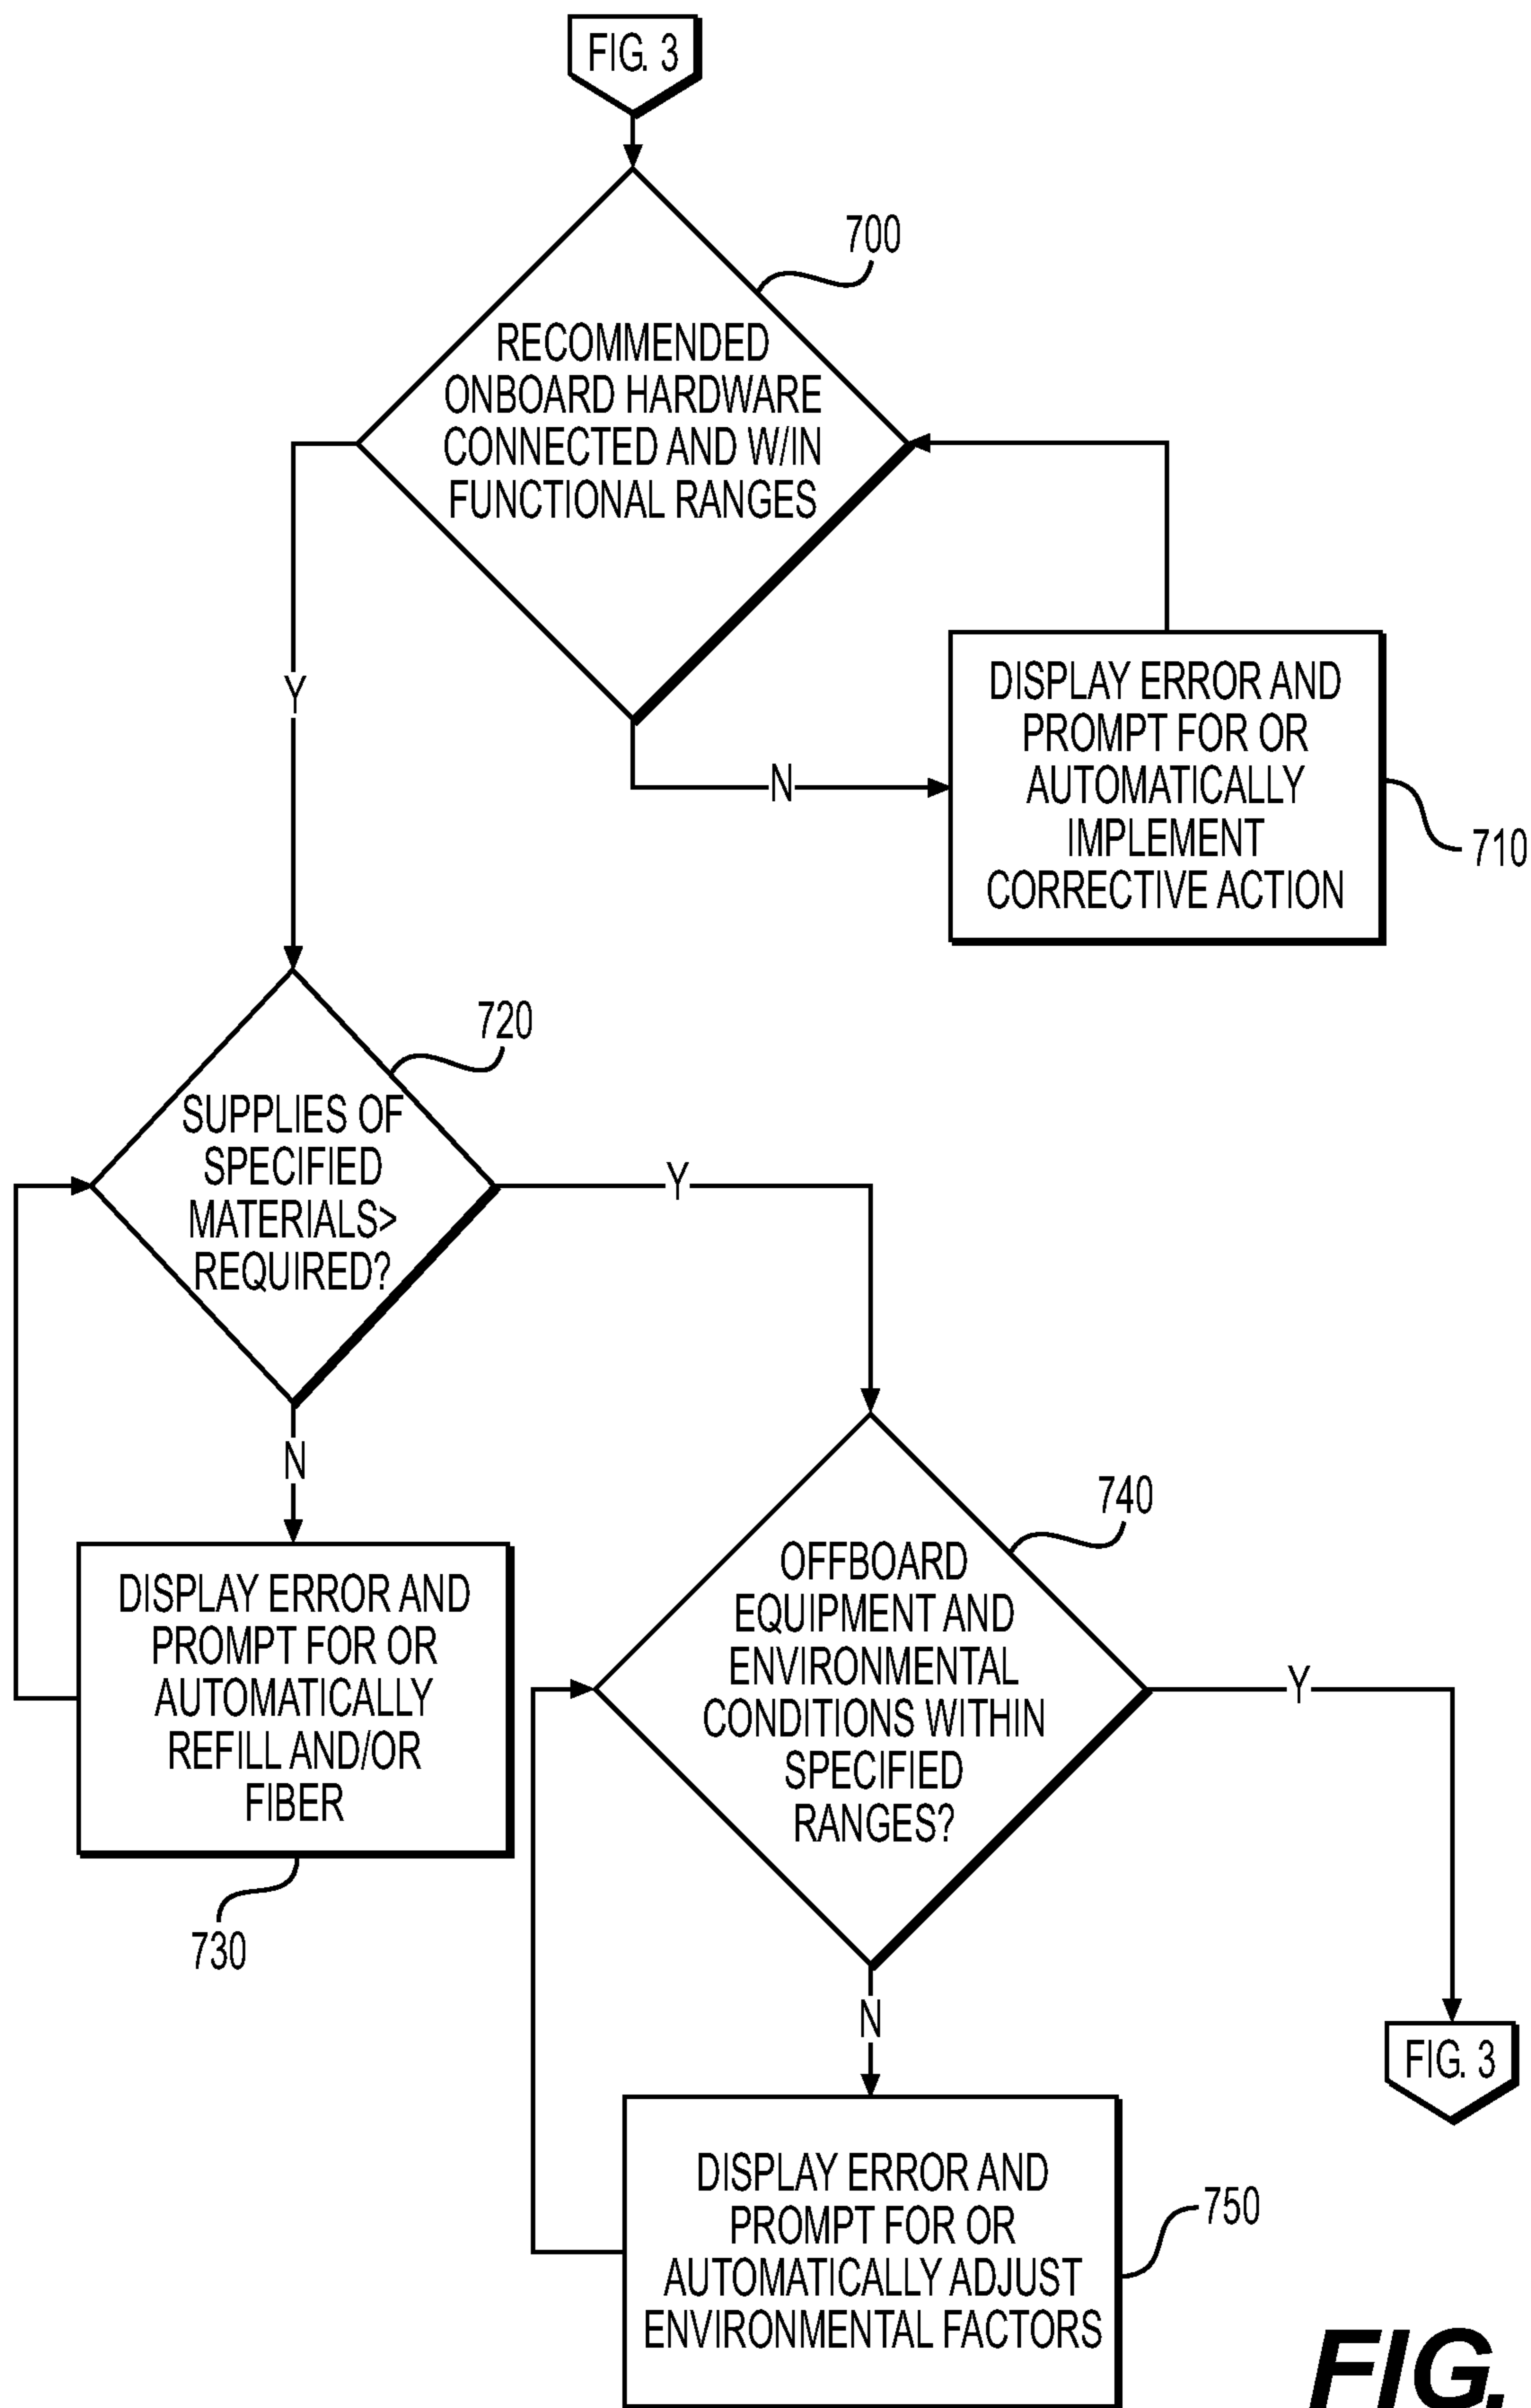 FIG. 3
700
RECOMMENDED
ONBOARD HARDWARE
CONNECTED AND W/IN
FUNCTIONAL RANGES
Y
N
DISPLAY ERROR AND
PROMPT FOR OR
AUTOMATICALLY
IMPLEMENT
CORRECTIVE ACTION
710
720
SUPPLIES OF
SPECIFIED
MATERIALS>
REQUIRED?
Y
N
DISPLAY ERROR AND
PROMPT FOR OR
AUTOMATICALLY
REFILL AND/OR
FIBER
730
740
OFFBOARD
EQUIPMENT AND
ENVIRONMENTAL
CONDITIONS WITHIN
SPECIFIED
RANGES?
Y
N
FIG. 3
DISPLAY ERROR AND
PROMPT FOR OR
AUTOMATICALLY ADJUST
ENVIRONMENTAL FACTORS
750
FIG.